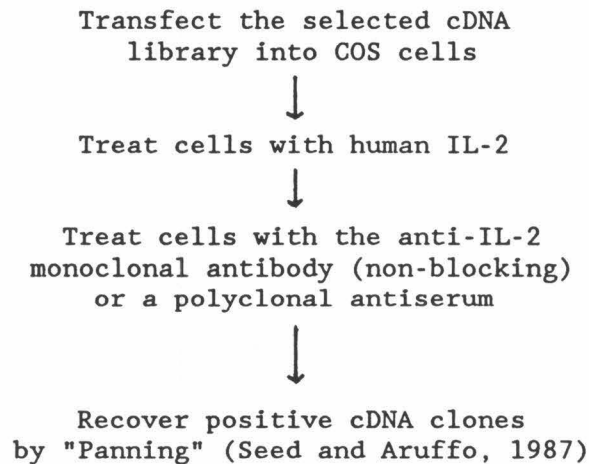 Transfect the selected cDNA
library into COS cells
Treat cells with human IL-2
Treat cells with the anti-IL-2
monoclonal antibody (non-blocking)
or a polyclonal antiserum
Recover positive cDNA clones
by "Panning" (Seed and Aruffo, 1987)